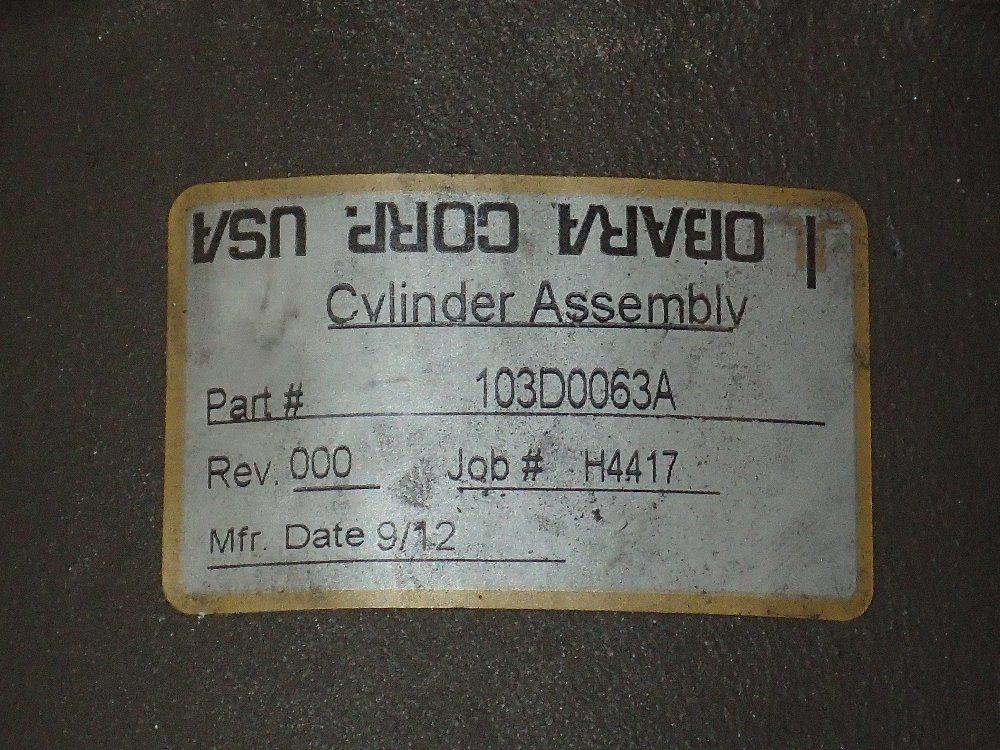 OBARA CORP. USA
Cylinder Assembly
Part # 103D0063A
Rev. 000 Job # H4417
Mfr. Date 9/12